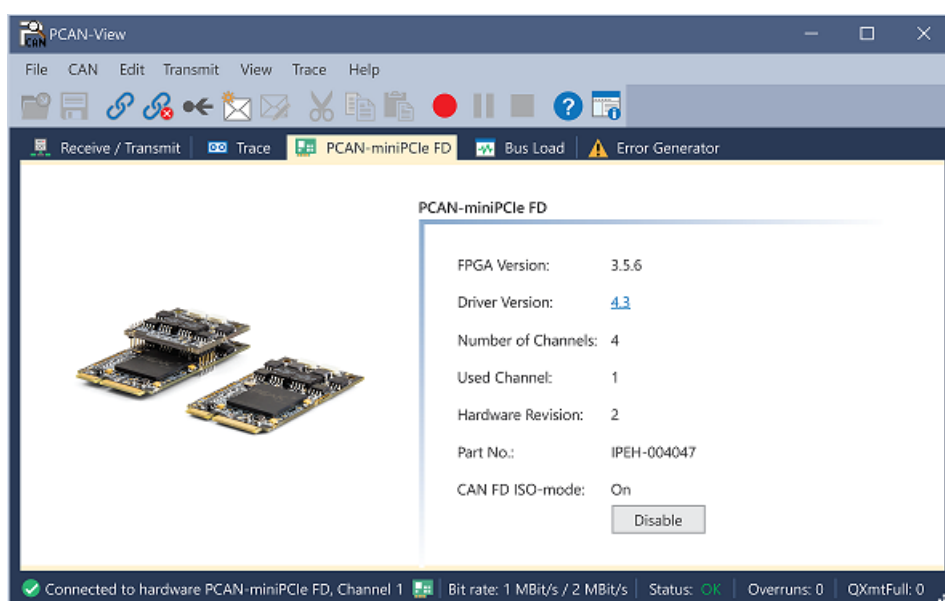 PCAN-View
File CAN Edit Transmit View Trace Help
Receive / Transmit Trace PCAN-miniPCIe FD Bus Load Error Generator
PCAN-miniPCIe FD
FPGA Version: 3.5.6
Driver Version: 4.3
Number of Channels: 4
Used Channel: 1
Hardware Revision: 2
Part No.: IPEH-004047
CAN FD ISO-mode: On
Disable
Connected to hardware PCAN-miniPCIe FD, Channel 1 Bit rate: 1 MBit/s / 2 MBit/s Status: OK Overruns: 0 QXmtFull: 0